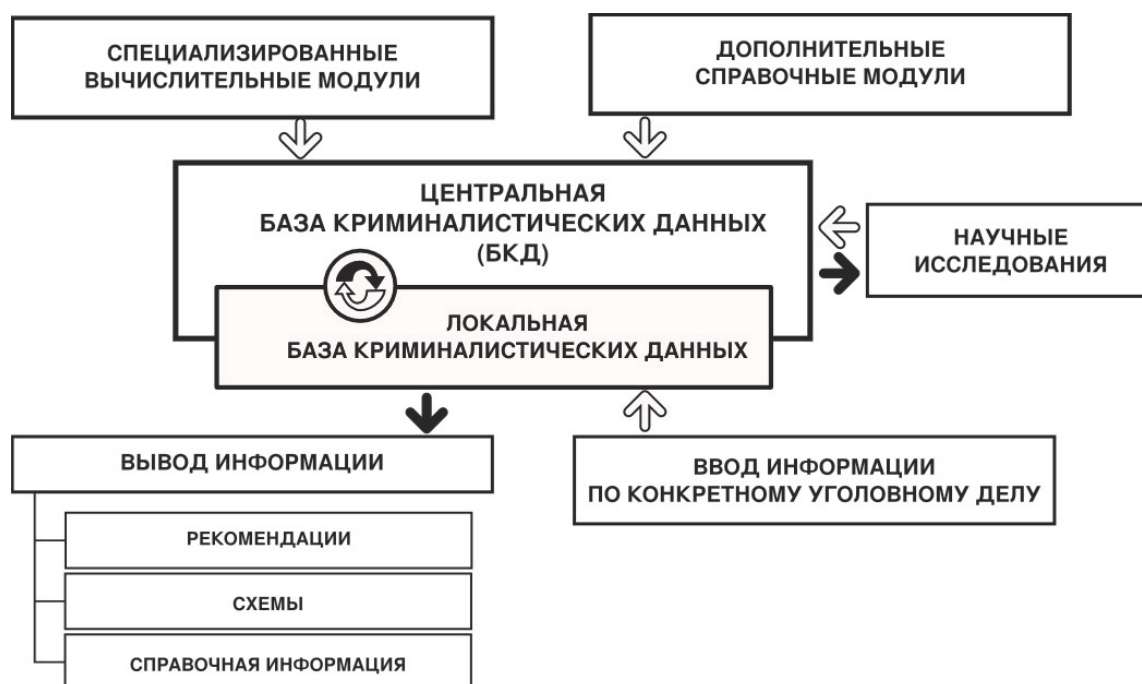 СПЕЦИАЛИЗИРОВАННЫЕ
ВЫЧИСЛИТЕЛЬНЫЕ МОДУЛИ
ДОПОЛНИТЕЛЬНЫЕ
СПРАВОЧНЫЕ МОДУЛИ
ЦЕНТРАЛЬНАЯ
БАЗА КРИМИНАЛИСТИЧЕСКИХ ДАННЫХ
(БКД)
НАУЧНЫЕ
ИССЛЕДОВАНИЯ
ЛОКАЛЬНАЯ
БАЗА КРИМИНАЛИСТИЧЕСКИХ ДАННЫХ
ВЫВОД ИНФОРМАЦИИ
ВВОД ИНФОРМАЦИИ
ПО КОНКРЕТНОМУ УГОЛОВНОМУ ДЕЛУ
РЕКОМЕНДАЦИИ
СХЕМЫ
СПРАВОЧНАЯ ИНФОРМАЦИЯ